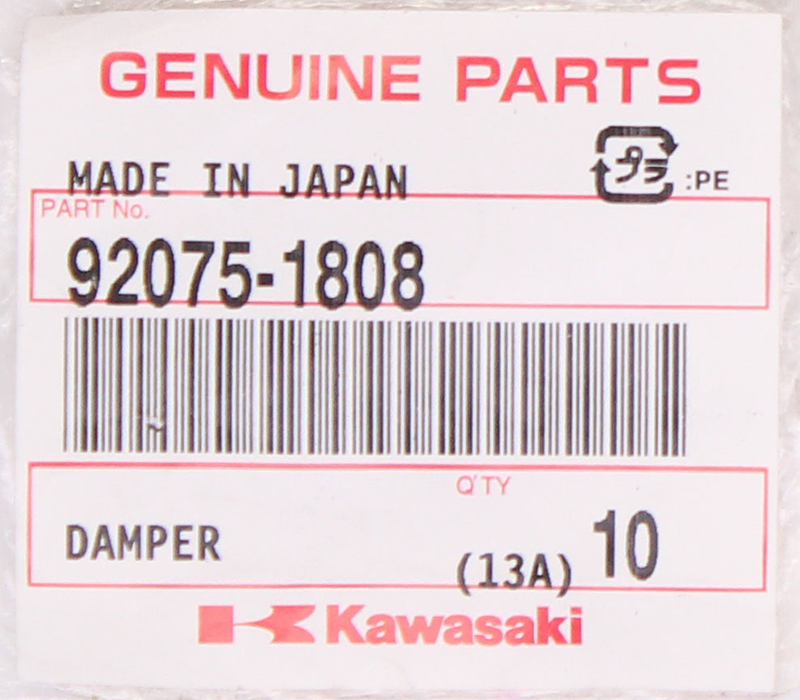 GENUINE PARTS
MADE IN JAPAN
プラ :PE
PART No.
92075-1808
Q'TY
DAMPER (13A) 10
Kawasaki